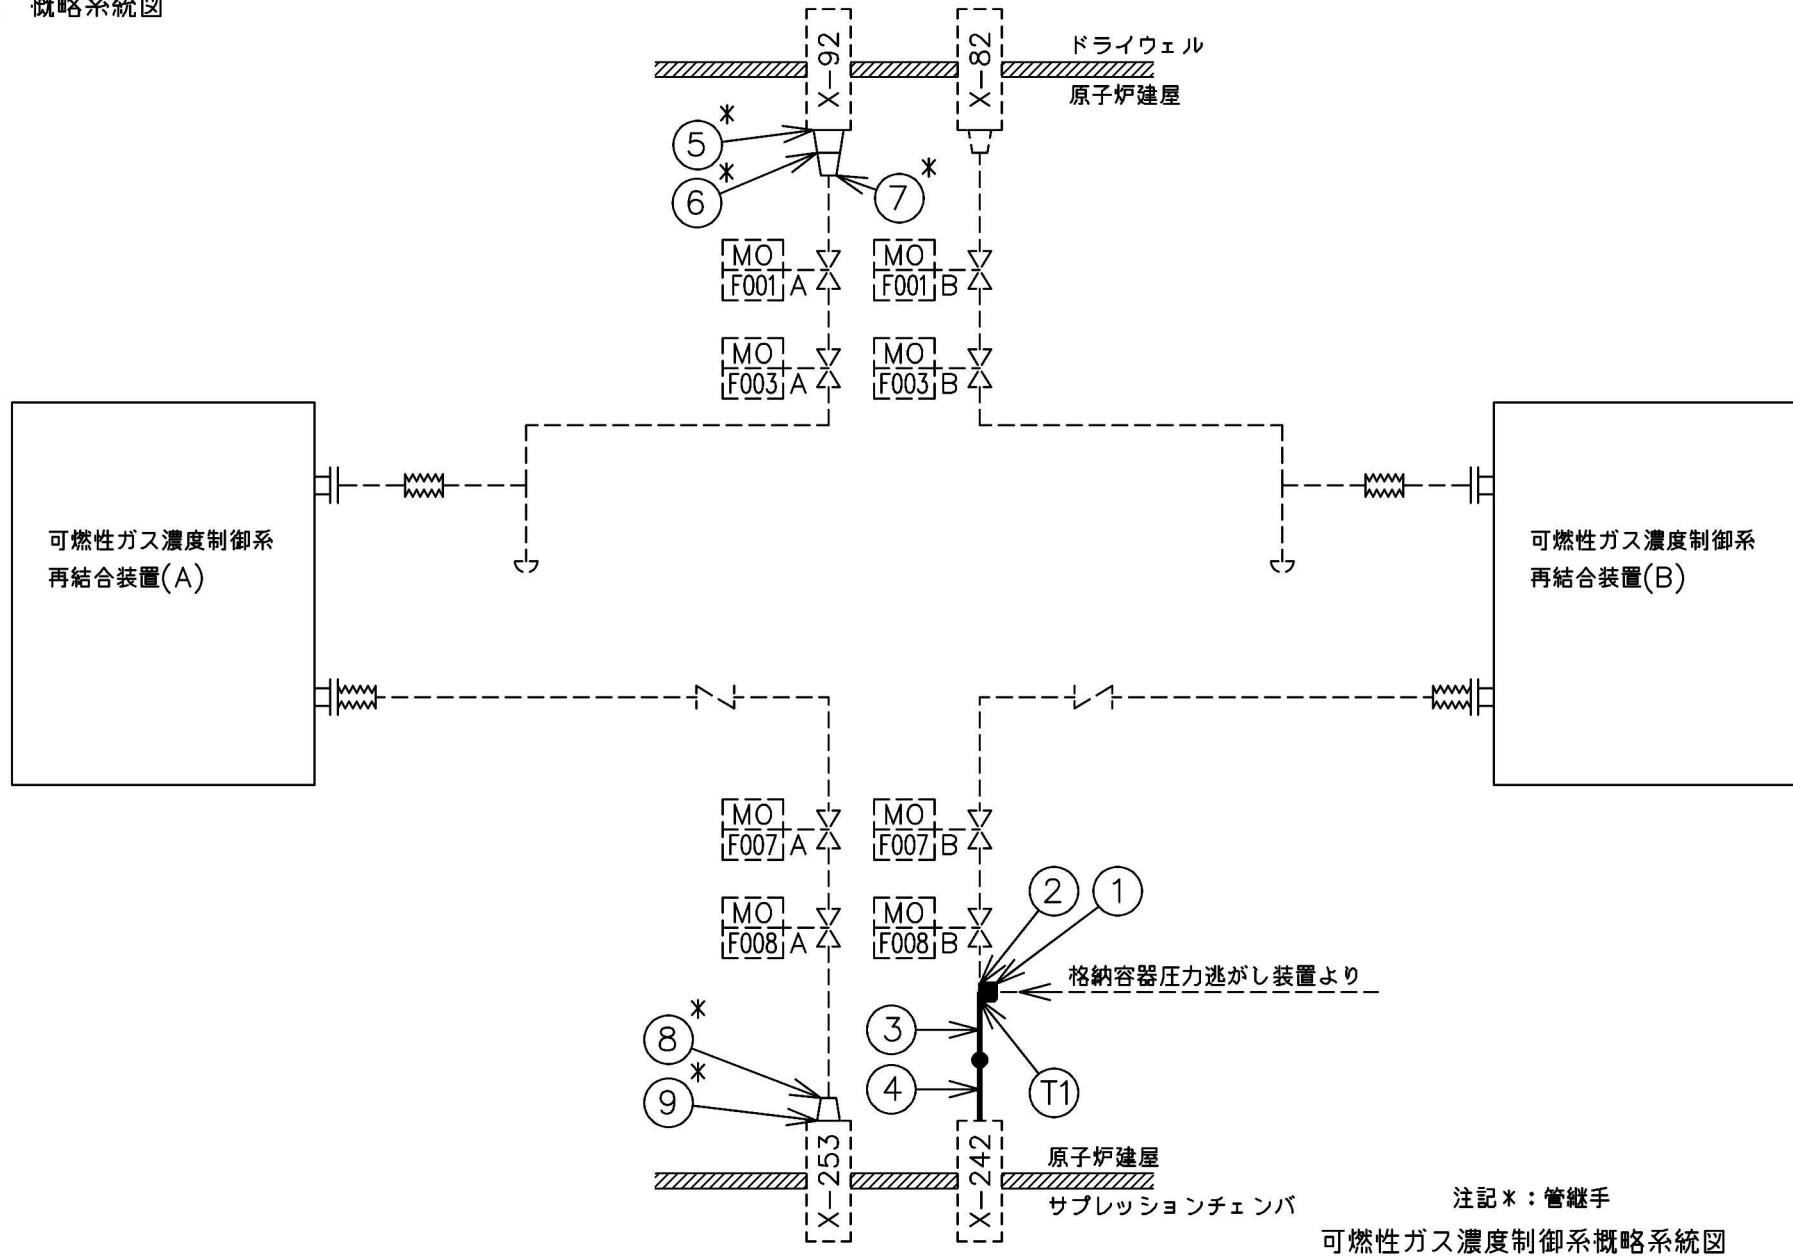 概略系統図
X-92
X-82
ドライウェル
原子炉建屋
5*
6*
7*
MO
F001 A
MO
F001 B
MO
F003 A
MO
F003 B
可燃性ガス濃度制御系
再結合装置(A)
可燃性ガス濃度制御系
再結合装置(B)
MO
F007 A
MO
F007 B
MO
F008 A
MO
F008 B
2
1
格納容器圧力逃がし装置より
3
8*
4
T1
9*
X-253
X-242
原子炉建屋
サプレッションチェンバ
注記*:管継手
可燃性ガス濃度制御系概略系統図